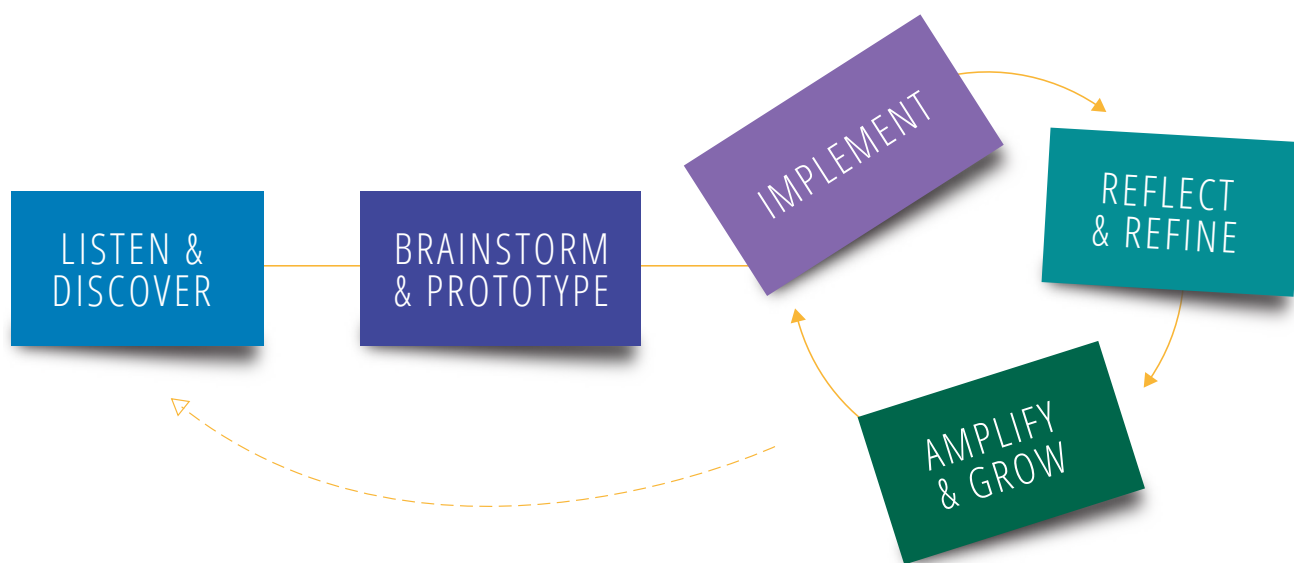 LISTEN &
DISCOVER
BRAINSTORM
& PROTOTYPE
IMPLEMENT
REFLECT
& REFINE
AMPLIFY
& GROW